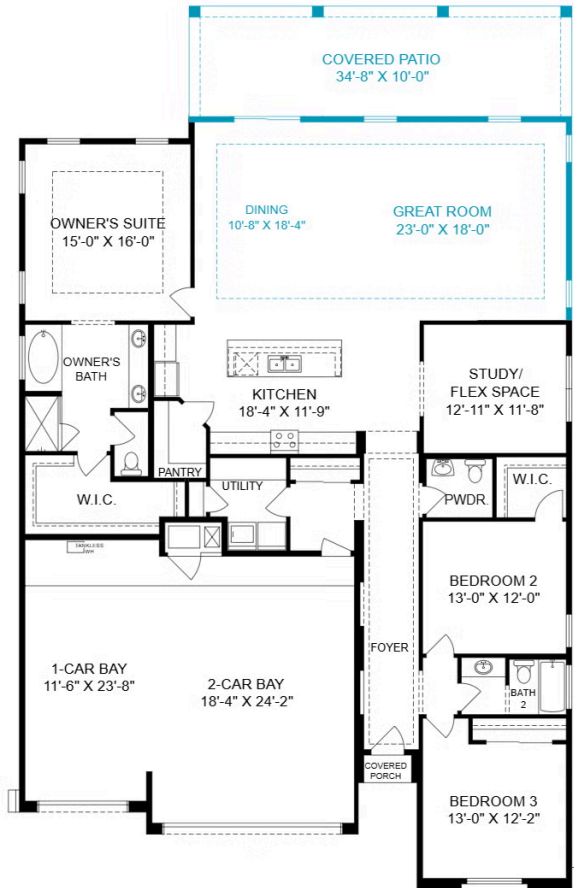 COVERED PATIO
34'-8" X 10'-0"
DINING
10'-8" X 18'-4"
GREAT ROOM
23'-0" X 18'-0"
OWNER'S SUITE
15'-0" X 16'-0"
OWNER'S
BATH
KITCHEN
18'-4" X 11'-9"
STUDY/
FLEX SPACE
12'-11" X 11'-8"
PANTRY
UTILITY
W.I.C.
PWDR.
W.I.C.
TANKLESS
WH
BEDROOM 2
13'-0" X 12'-0"
FOYER
1-CAR BAY
11'-6" X 23'-8"
2-CAR BAY
18'-4" X 24'-2"
BATH
2
COVERED
PORCH
BEDROOM 3
13'-0" X 12'-2"